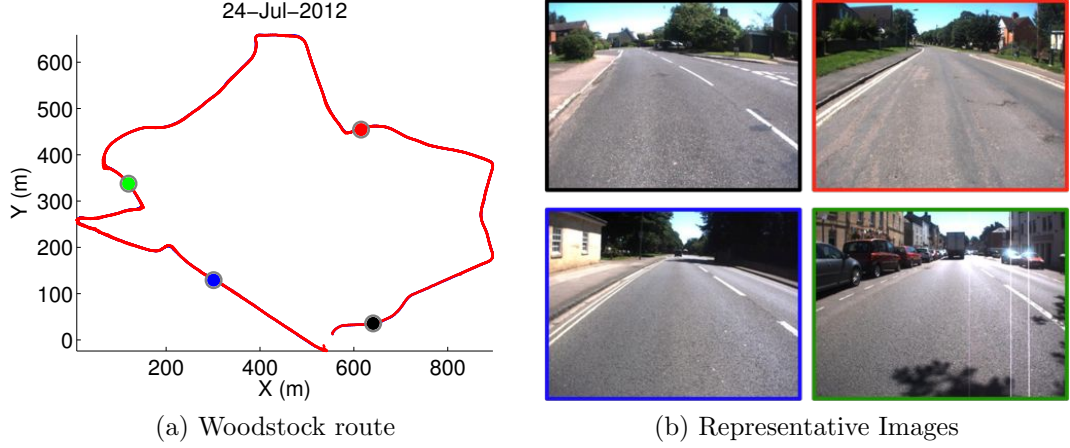 24-Jul-2012
600
500
400
300
200
100
0
Y (m)
200
400
600
800
X (m)
(a) Woodstock route
(b) Representative Images